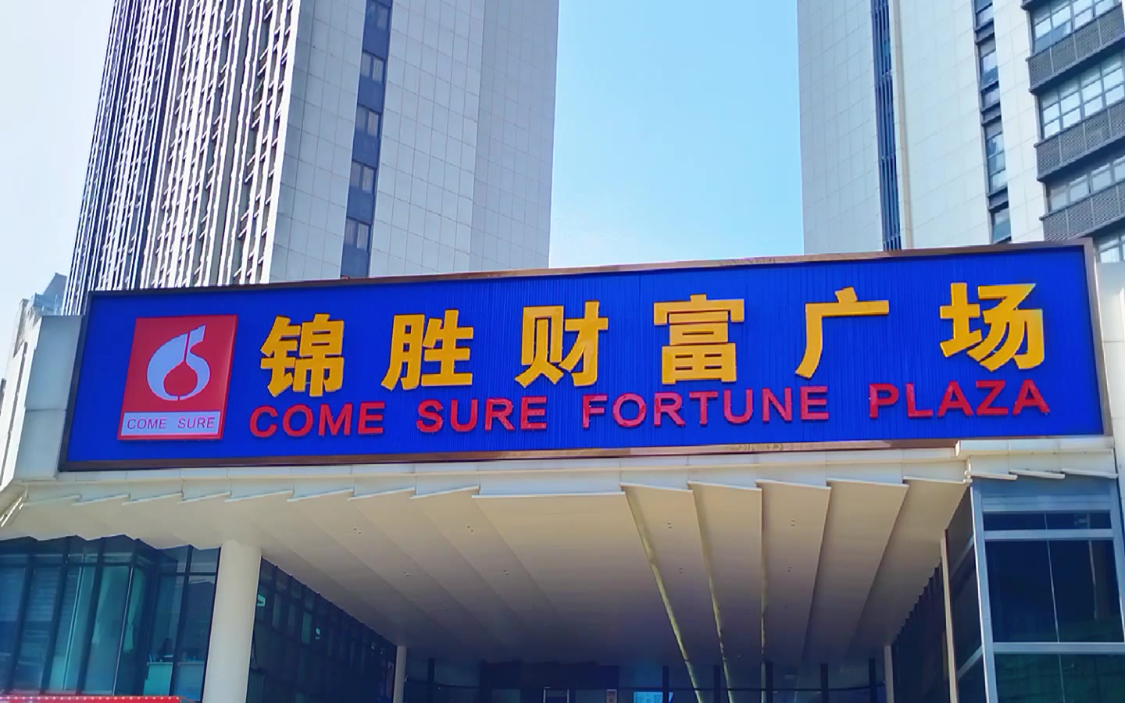 锦胜财富广场
COME SURE FORTUNE PLAZA
COME SURE